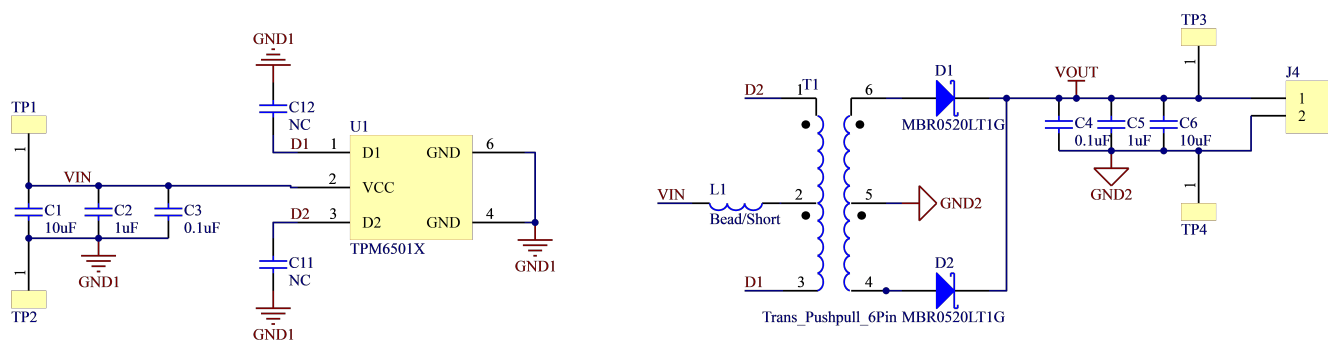 GND1
TP1
1
C12
NC
U1
D1
1
D1
GND
6
VIN
2
VCC
C1
10uF
C2
1uF
C3
0.1uF
D2
3
D2
GND
4
TPM6501X
GND1
C11
NC
GND1
1
TP2
GND1
D2
1
T1
6
D1
MBR0520LT1G
VIN
L1
Bead/Short
2
5
GND2
D1
3
4
D2
Trans_Pushpull_6Pin
MBR0520LT1G
VOUT
TP3
1
J4
1
2
C4
0.1uF
C5
1uF
C6
10uF
GND2
1
TP4